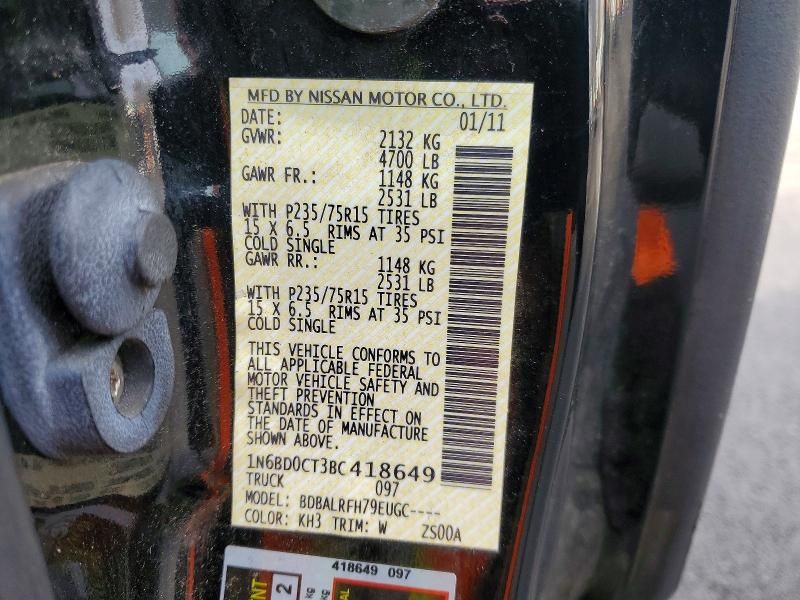 MFD BY NISSAN MOTOR CO., LTD.
DATE: 01/11
GVWR: 2132 KG
4700 LB
GAWR FR.: 1148 KG
2531 LB
WITH P235/75R15 TIRES
15 X 6.5 RIMS AT 35 PSI
COLD SINGLE
GAWR RR.: 1148 KG
2531 LB
WITH P235/75R15 TIRES
15 X 6.5 RIMS AT 35 PSI
COLD SINGLE
THIS VEHICLE CONFORMS TO
ALL APPLICABLE FEDERAL
MOTOR VEHICLE SAFETY AND
THEFT PREVENTION
STANDARDS IN EFFECT ON
THE DATE OF MANUFACTURE
SHOWN ABOVE.
1N6BD0CT3BC418649
TRUCK 097
MODEL: BDBALRFH79EUGC----
COLOR: KH3 TRIM: W ZS00A
418649 097
2
kg